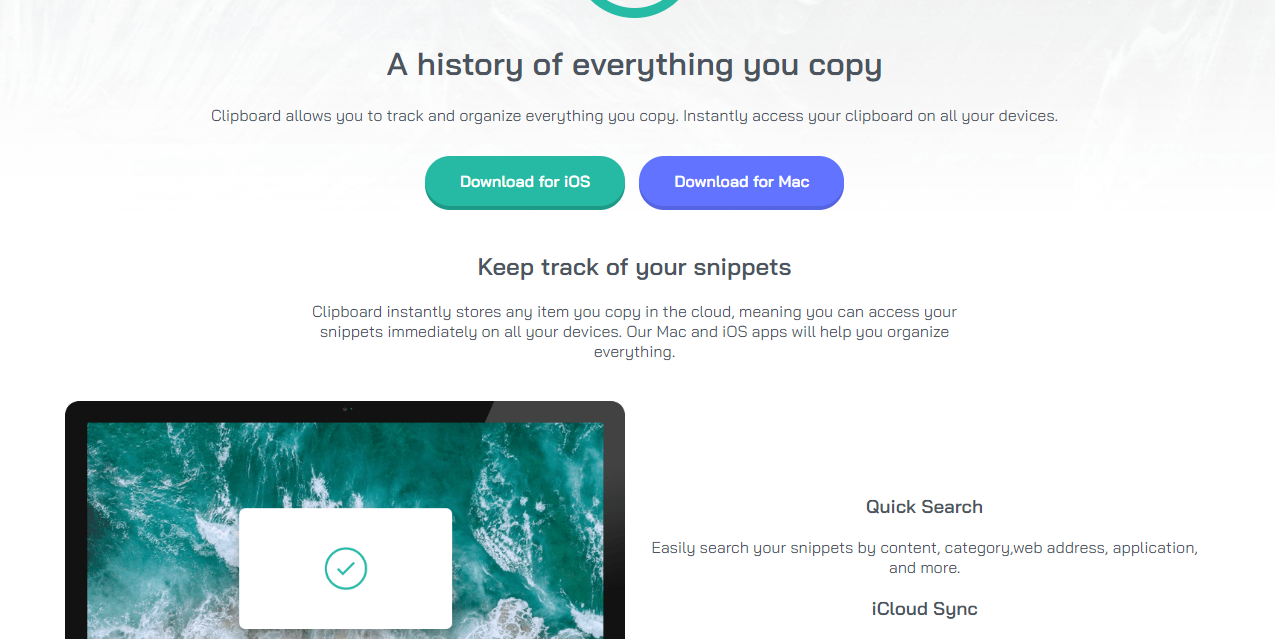 A history of everything you copy
Clipboard allows you to track and organize everything you copy. Instantly access your clipboard on all your devices.
Download for iOS
Download for Mac
Keep track of your snippets
Clipboard instantly stores any item you copy in the cloud, meaning you can access your
snippets immediately on all your devices. Our Mac and iOS apps will help you organize
everything.
Quick Search
Easily search your snippets by content, category,web address, application,
and more.
iCloud Sync